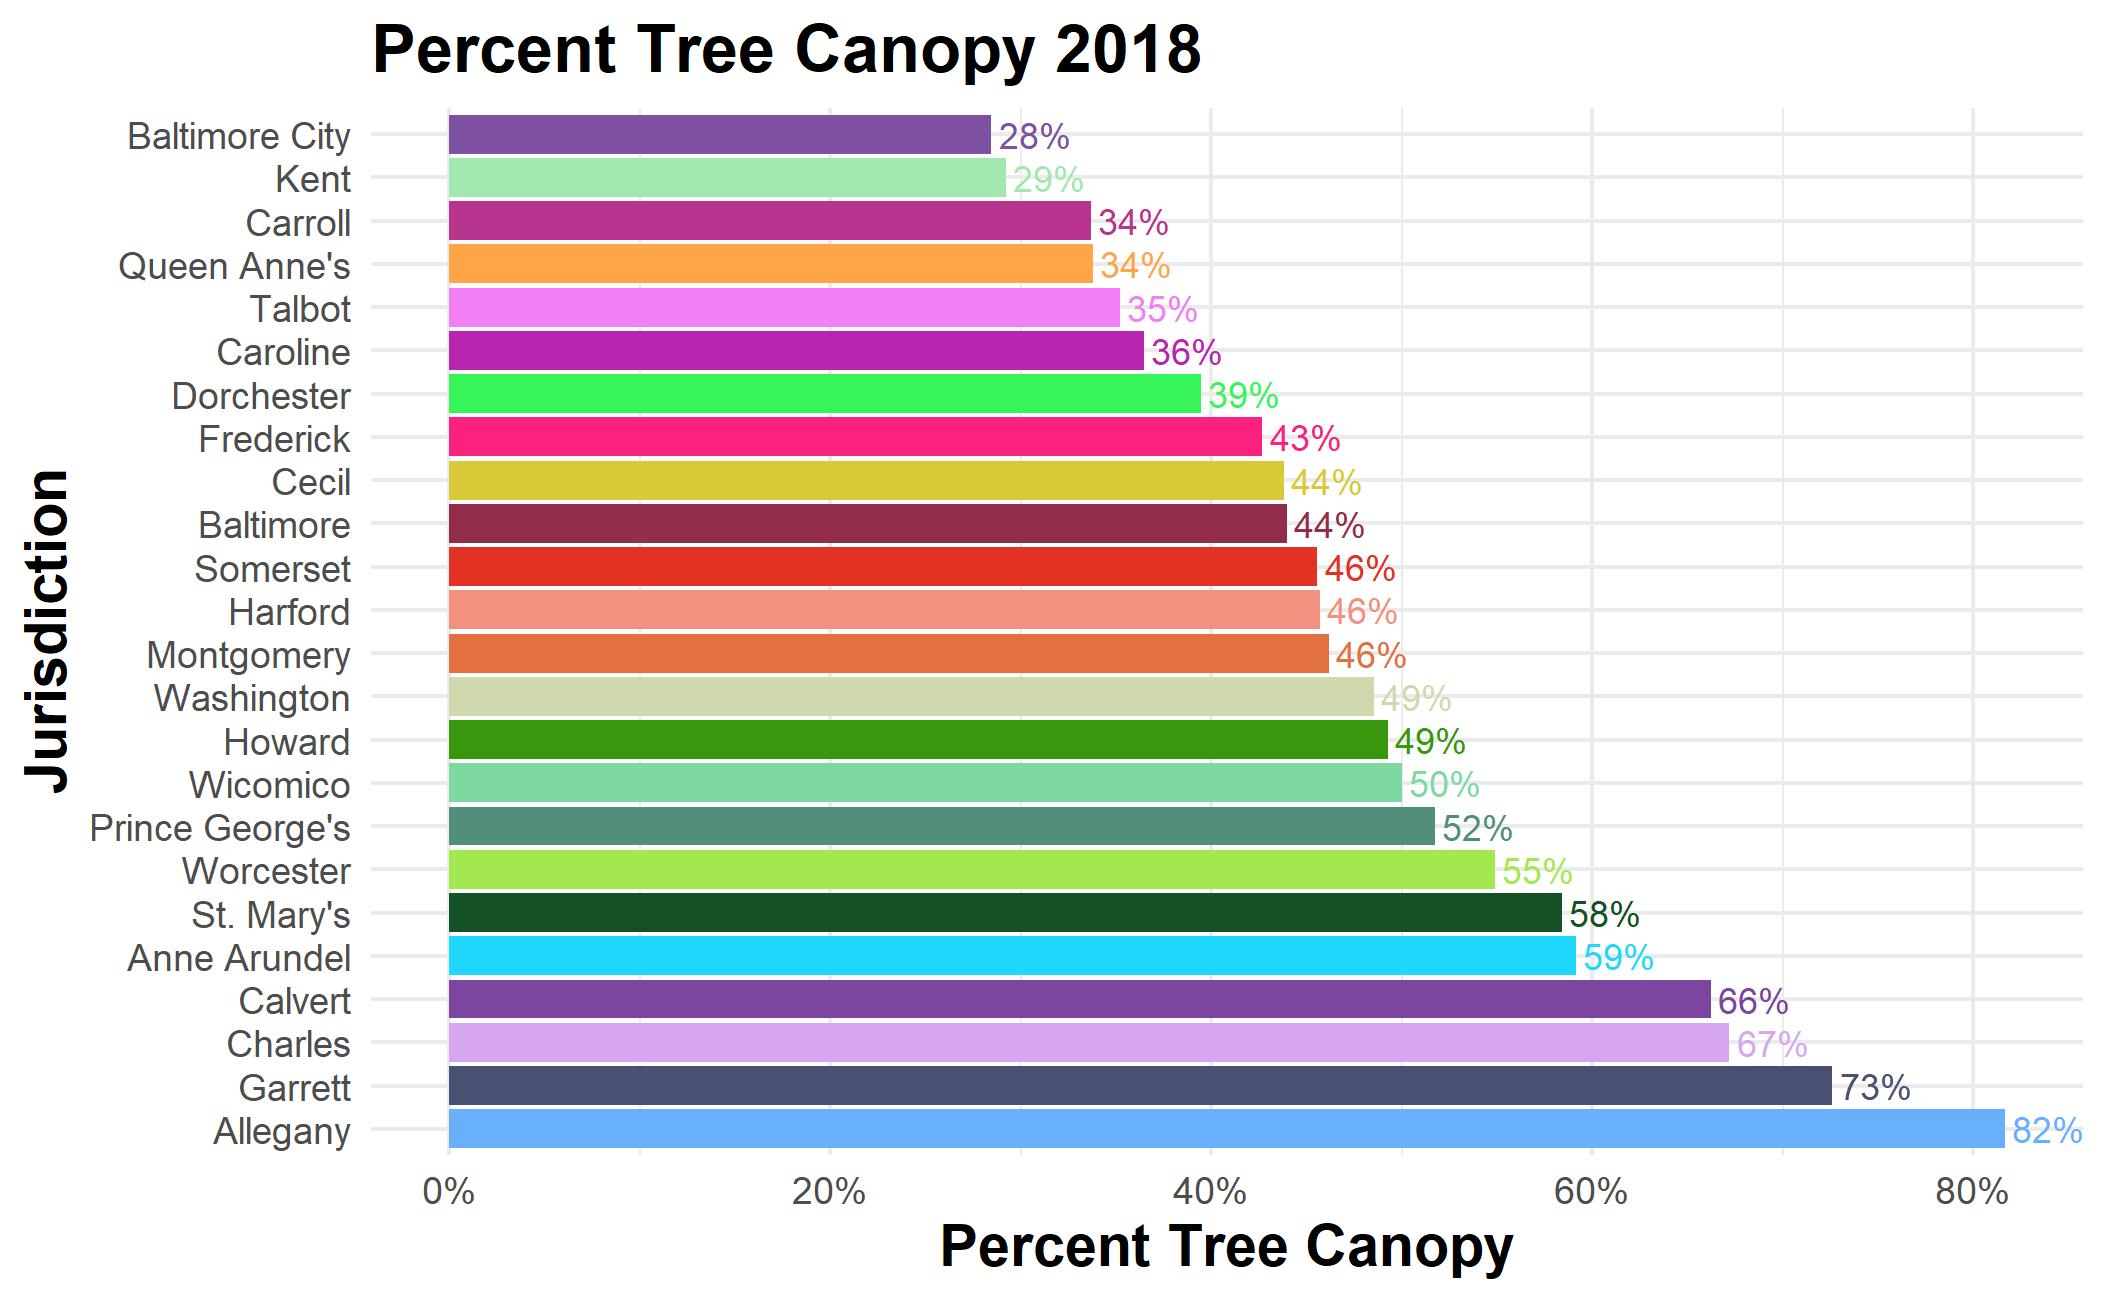 Percent Tree Canopy 2018
Jurisdiction
Baltimore City 28%
Kent 29%
Carroll 34%
Queen Anne's 34%
Talbot 35%
Caroline 36%
Dorchester 39%
Frederick 43%
Cecil 44%
Baltimore 44%
Somerset 46%
Harford 46%
Montgomery 46%
Washington 49%
Howard 49%
Wicomico 50%
Prince George's 52%
Worcester 55%
St. Mary's 58%
Anne Arundel 59%
Calvert 66%
Charles 67%
Garrett 73%
Allegany 82%
0% 20% 40% 60% 80%
Percent Tree Canopy